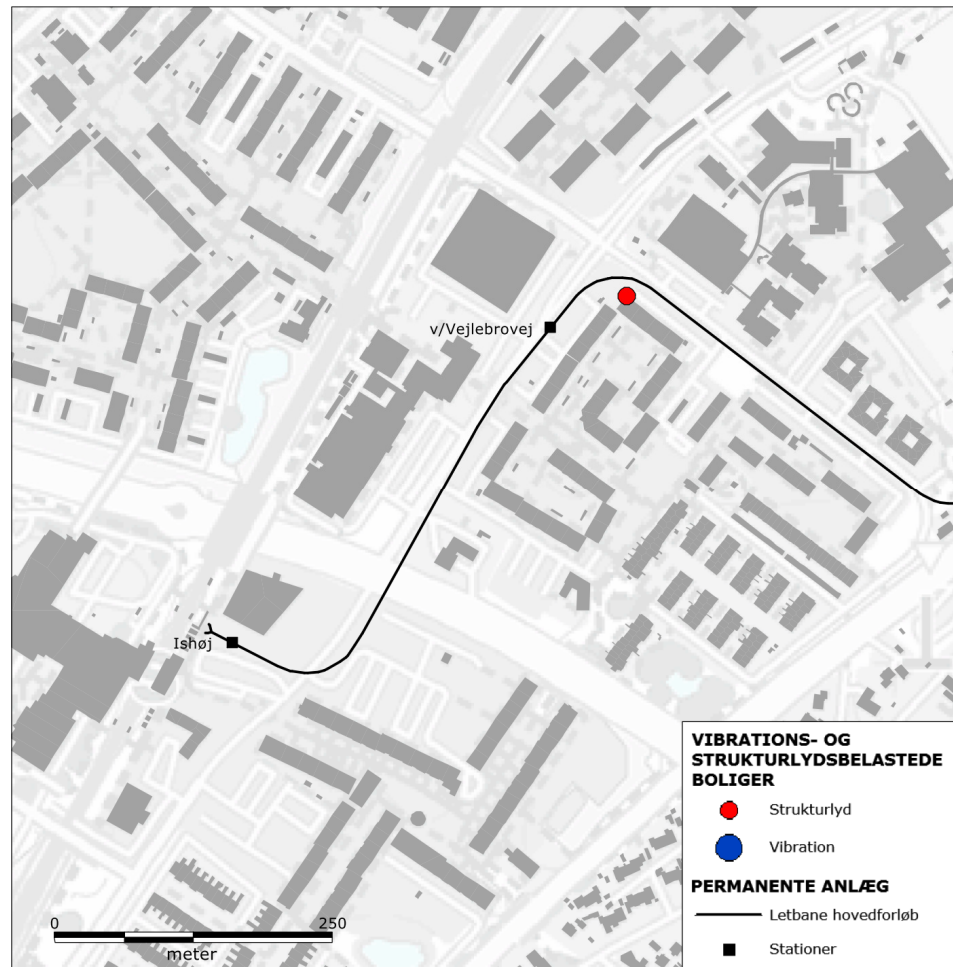 v/Vejlebrovej
Ishøj
0
250
meter
VIBRATIONS- OG
STRUKTURLYDSBELASTEDE
BOLIGER
Strukturlyd
Vibration
PERMANENTE ANLÆG
Letbane hovedforløb
Stationer